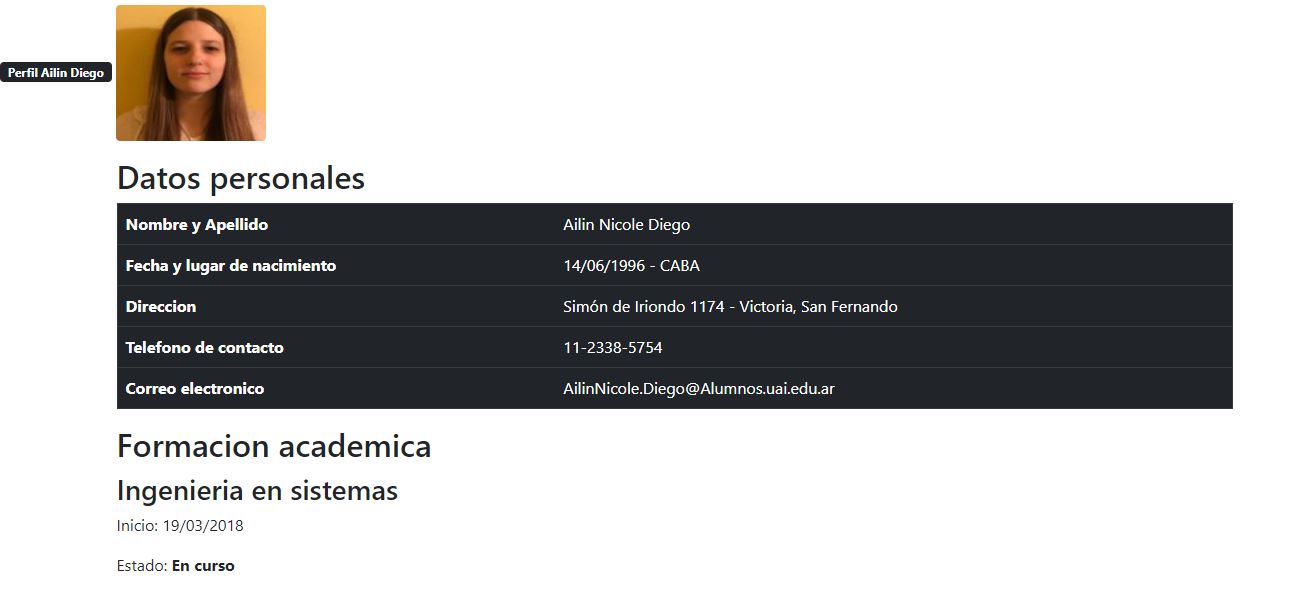 Perfil Ailin Diego
Datos personales
Nombre y Apellido Ailin Nicole Diego
Fecha y lugar de nacimiento 14/06/1996 - CABA
Direccion Simón de Iriondo 1174 - Victoria, San Fernando
Telefono de contacto 11-2338-5754
Correo electronico AilinNicole.Diego@Alumnos.uai.edu.ar
Formacion academica
Ingenieria en sistemas
Inicio: 19/03/2018
Estado: En curso